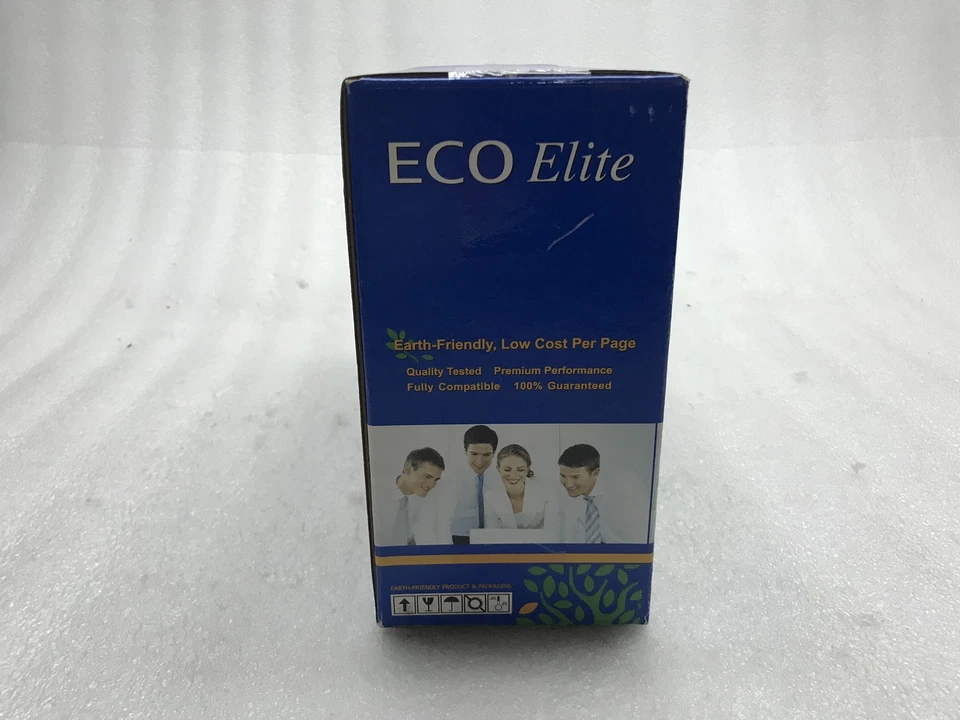 ECO Elite
Earth-Friendly, Low Cost Per Page
Quality Tested Premium Performance
Fully Compatible 100% Guaranteed
EARTH-FRIENDLY PRODUCT & PACKAGING